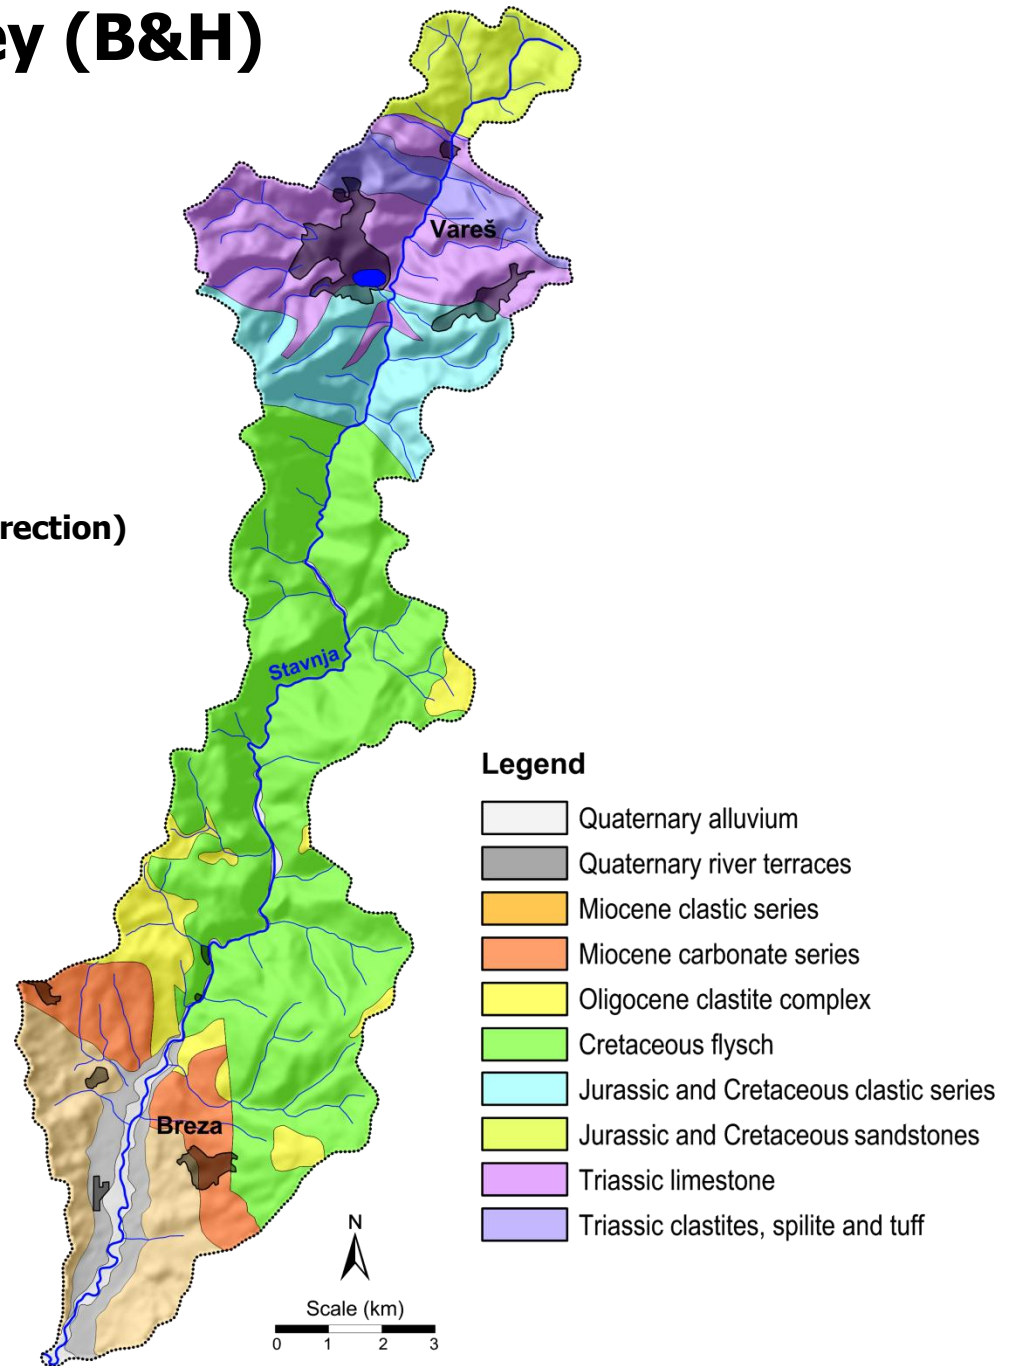 ey (B&H)
Vareš
rection)
Stavnja
Legend
Quaternary alluvium
Quaternary river terraces
Miocene clastic series
Miocene carbonate series
Oligocene clastite complex
Cretaceous flysch
Jurassic and Cretaceous clastic series
Jurassic and Cretaceous sandstones
Triassic limestone
Triassic clastites, spilite and tuff
Breza
N
Scale (km)
0 1 2 3